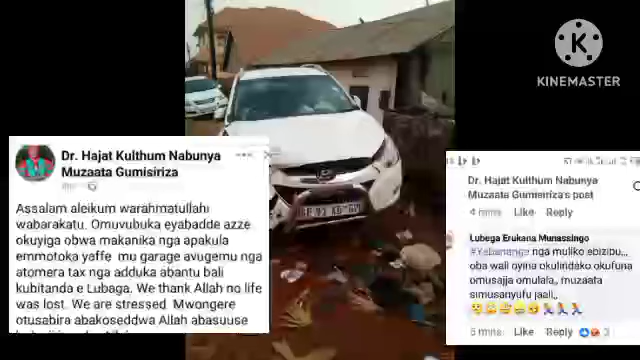 KINEMASTER
Dr. Hajat Kulthum Nabunya
Muzaata Gumisiriza
Assalam aleikum warahmatullahi
wabarakatu. Omuvubuka eyabadde azze
okuyiga obwa makanika nga apakula
emmotoka yaffe mu garage avugemu nga
atomera tax nga adduka abantu bali
kubitanda e Lubaga. We thank Allah no life
was lost. We are stressed Mwongere
otusabira abakoseddwa Allah abasuuse
Dr. Hajat Kulthum Nabunya
Muzaata Gumisiriza's post
4 mins Like Reply
Lubega Erukana Munassingo
#Yebanange nga muliko ebizibu,,,
oba wali oyina okulindako okufuna
omusajja omulala,, muzaata
simusanyufu jaali,,
5 mins Like Reply 3